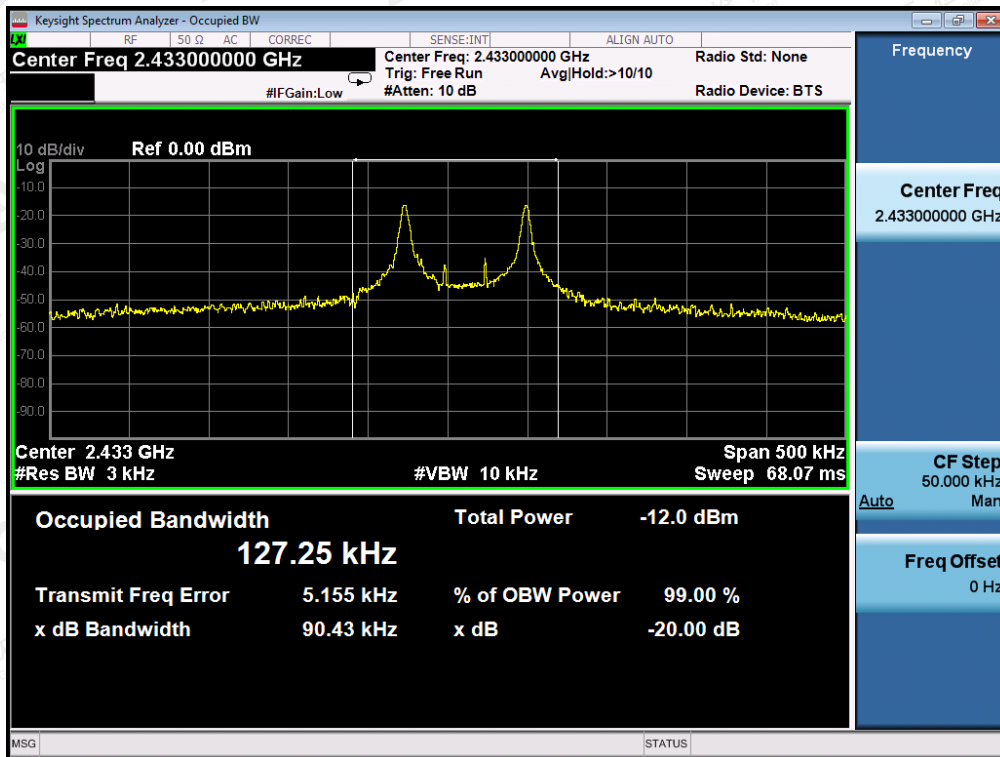 Keysight Spectrum Analyzer - Occupied BW
LXI
RF 50 Ω AC CORREC SENSE:INT ALIGN AUTO
Center Freq 2.433000000 GHz
Center Freq: 2.433000000 GHz Radio Std: None
Trig: Free Run Avg|Hold:>10/10
#IFGain:Low #Atten: 10 dB Radio Device: BTS
10 dB/div Ref 0.00 dBm
Log
-10.0
-20.0
-30.0
-40.0
-50.0
-60.0
-70.0
-80.0
-90.0
Center 2.433 GHz Span 500 kHz
#Res BW 3 kHz #VBW 10 kHz Sweep 68.07 ms
Occupied Bandwidth Total Power -12.0 dBm
127.25 kHz
Transmit Freq Error 5.155 kHz % of OBW Power 99.00 %
x dB Bandwidth 90.43 kHz x dB -20.00 dB
MSG STATUS
Frequency
Center Freq
2.433000000 GHz
CF Step
50.000 kHz
Auto Man
Freq Offset
0 Hz